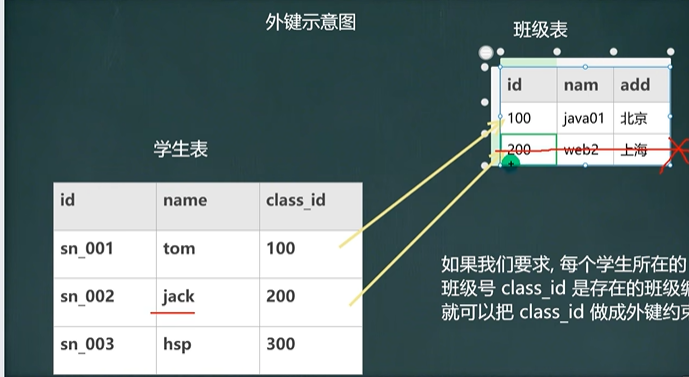 外键示意图
班级表
id nam add
100 java01 北京
200 web2 上海
学生表
id name class_id
sn_001 tom 100
sn_002 jack 200
sn_003 hsp 300
如果我们要求, 每个学生所在的
班级号 class_id 是存在的班级编
就可以把 class_id 做成外键约束